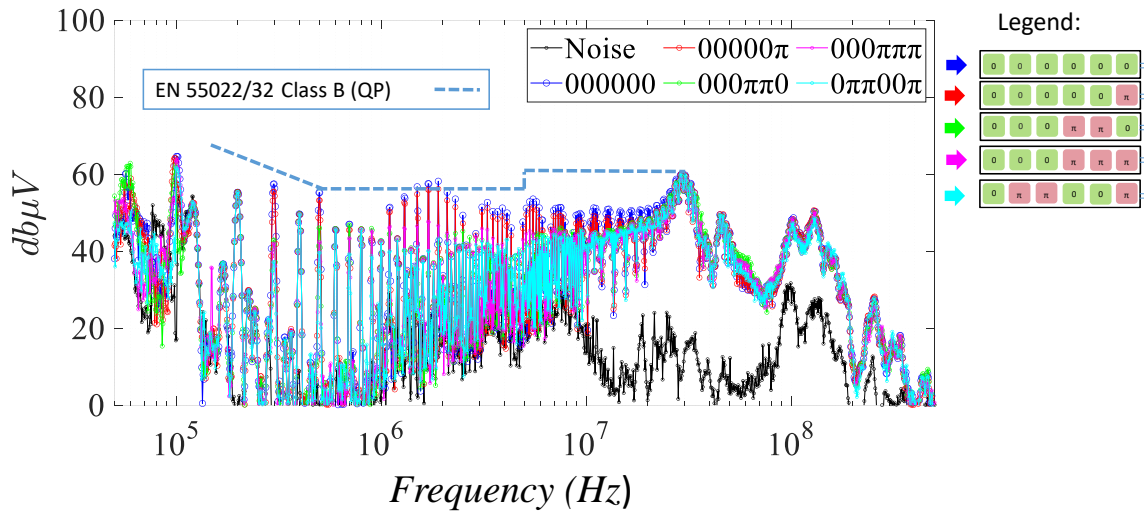 Legend:
100
80
60
40
20
0
dbμV
EN 55022/32 Class B (QP)
Noise 00000π 000πππ
000000 000ππ0 0ππ00π
10^5 10^6 10^7 10^8
Frequency (Hz)
0 0 0 0 0 0
0 0 0 0 0 π
0 0 0 π π 0
0 0 0 π π π
0 π π 0 0 π